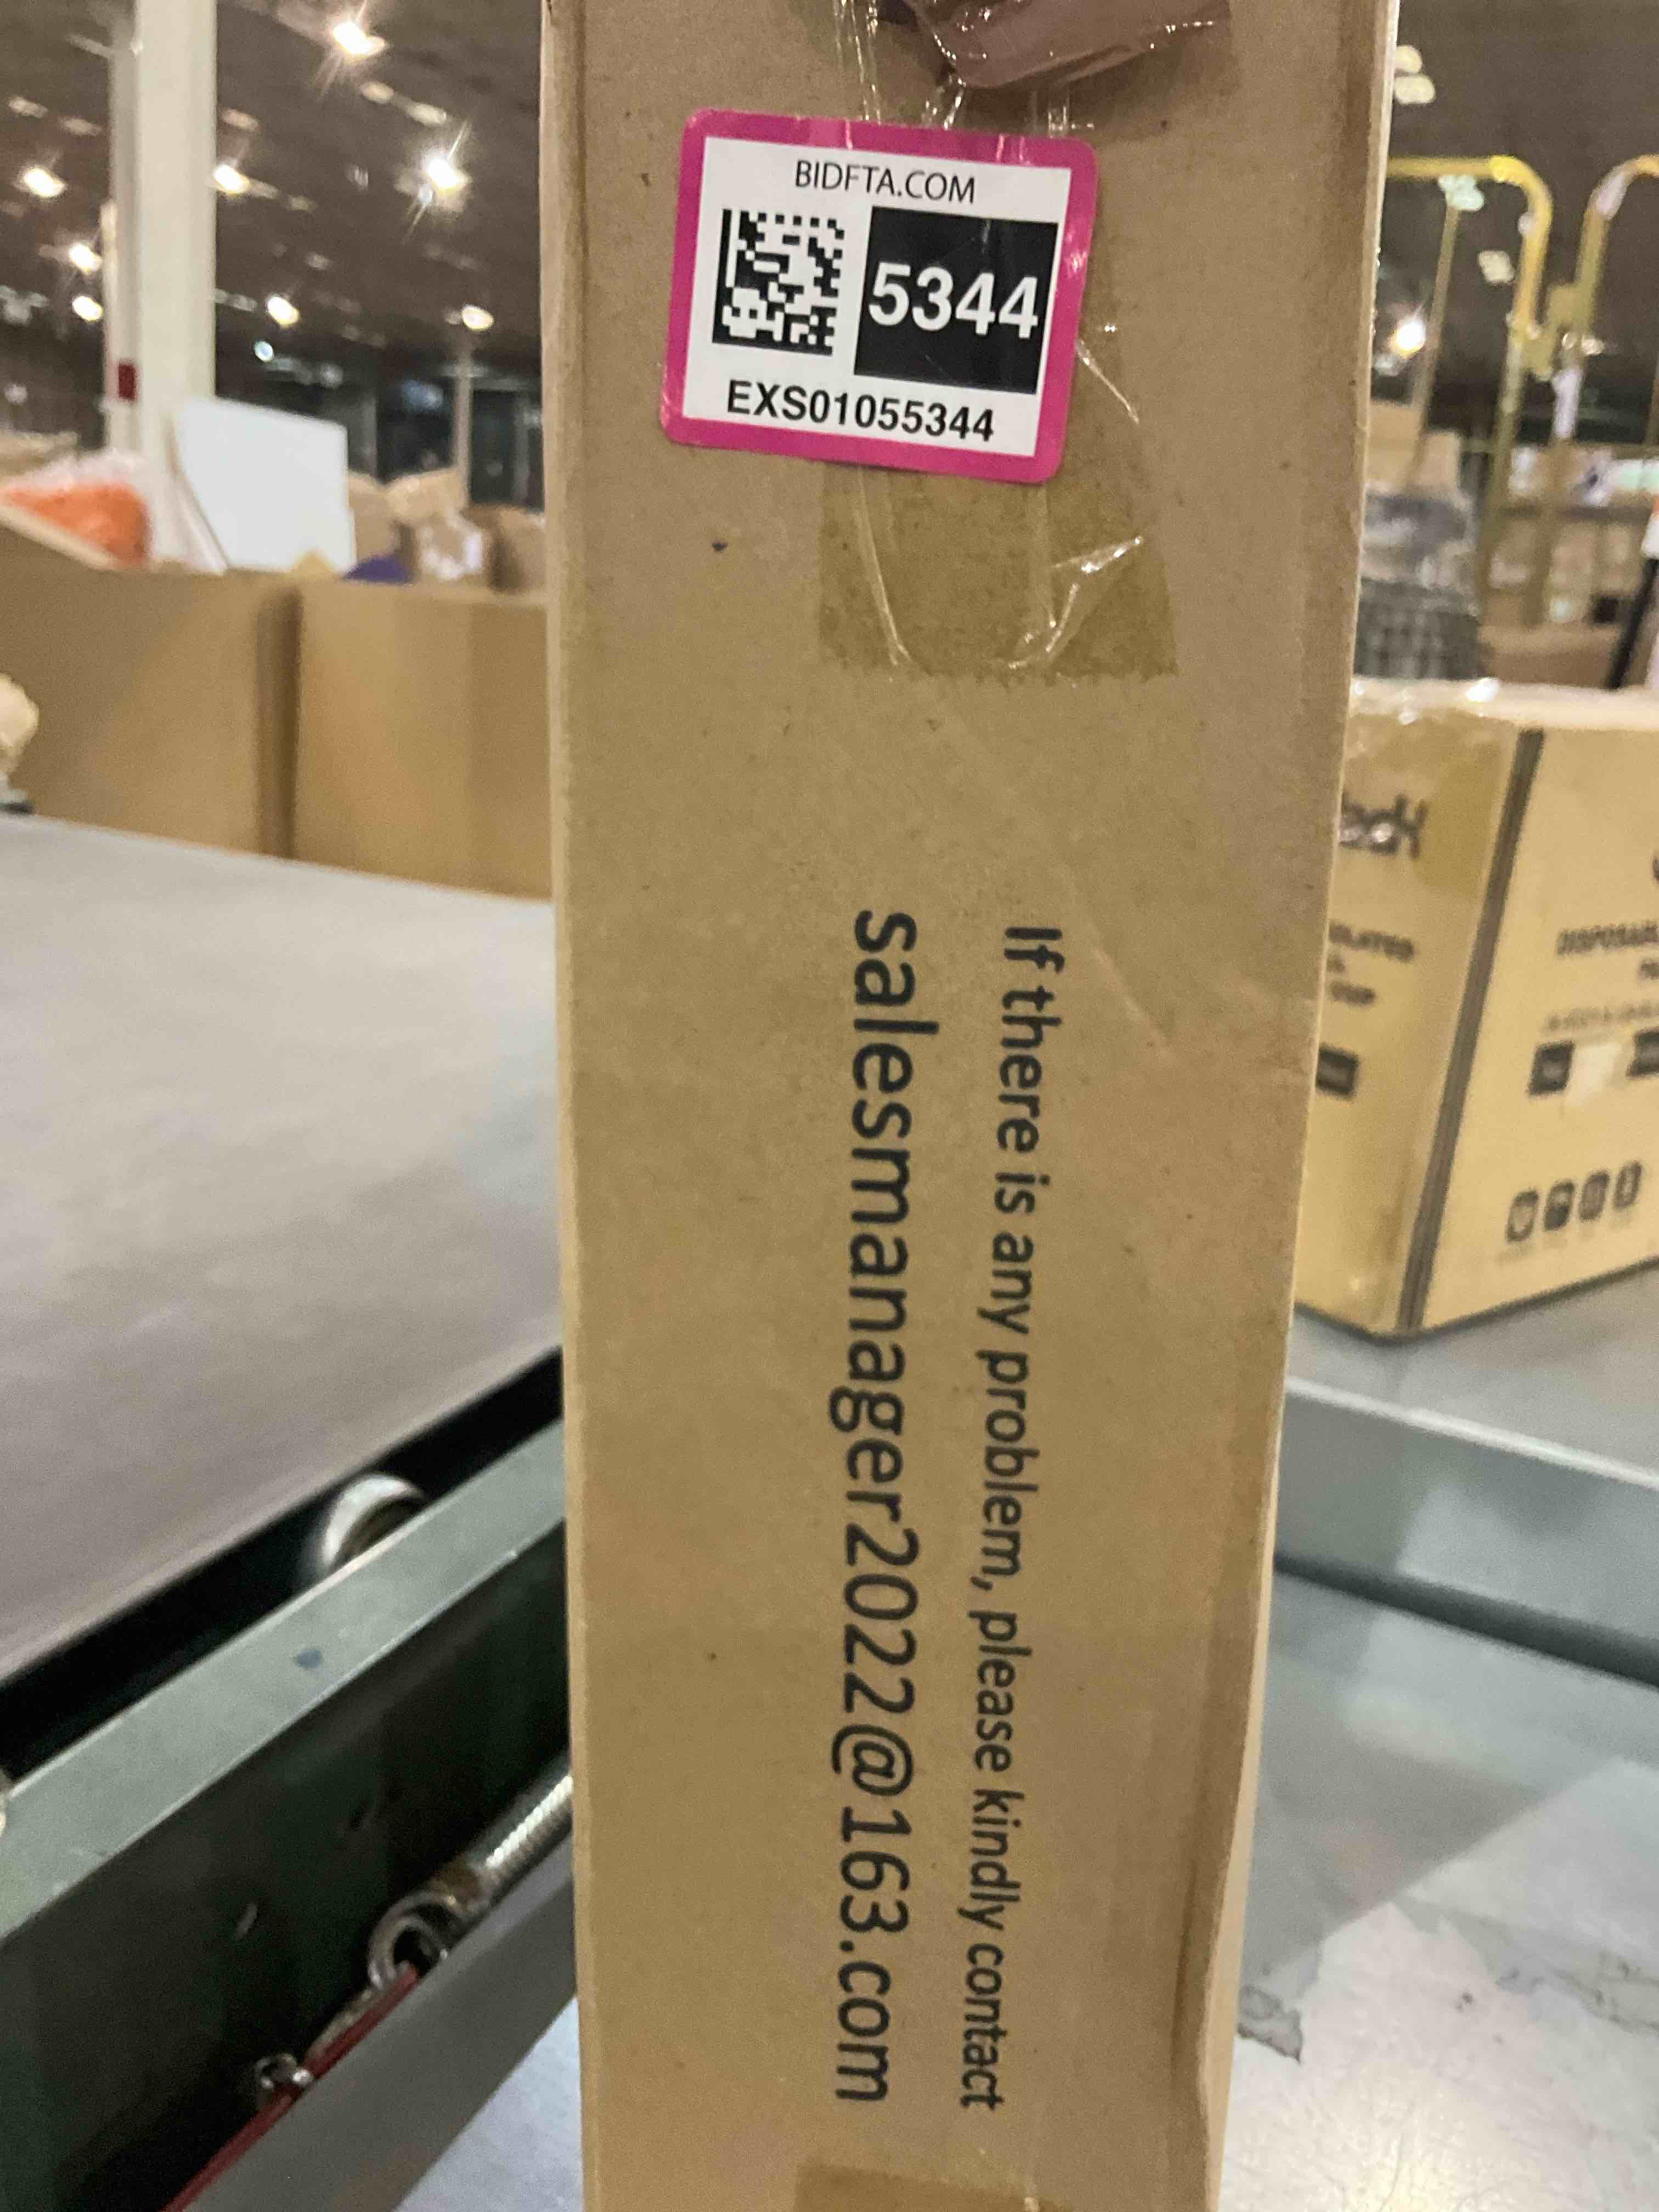 BIDFTA.COM
5344
EXS01055344
If there is any problem, please kindly contact
salesmanager2022@163.com